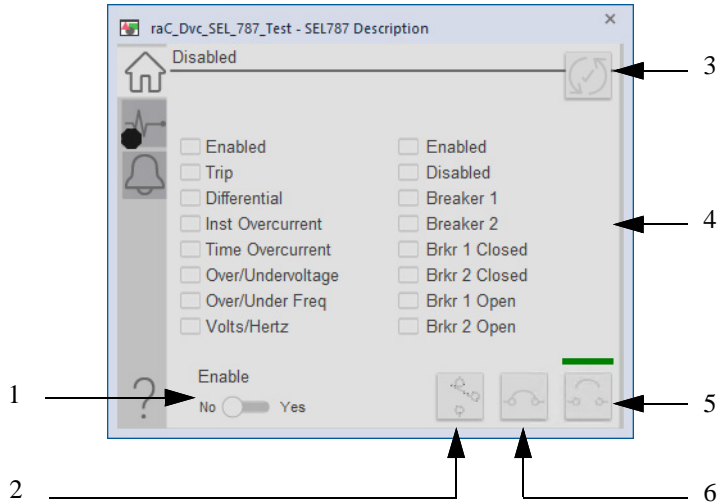 raC_Dvc_SEL_787_Test - SEL787 Description
Disabled
3
Enabled
Trip
Differential
Inst Overcurrent
Time Overcurrent
Over/Undervoltage
Over/Under Freq
Volts/Hertz
Enabled
Disabled
Breaker 1
Breaker 2
Brkr 1 Closed
Brkr 2 Closed
Brkr 1 Open
Brkr 2 Open
4
Enable
No Yes
?
1
5
2
6